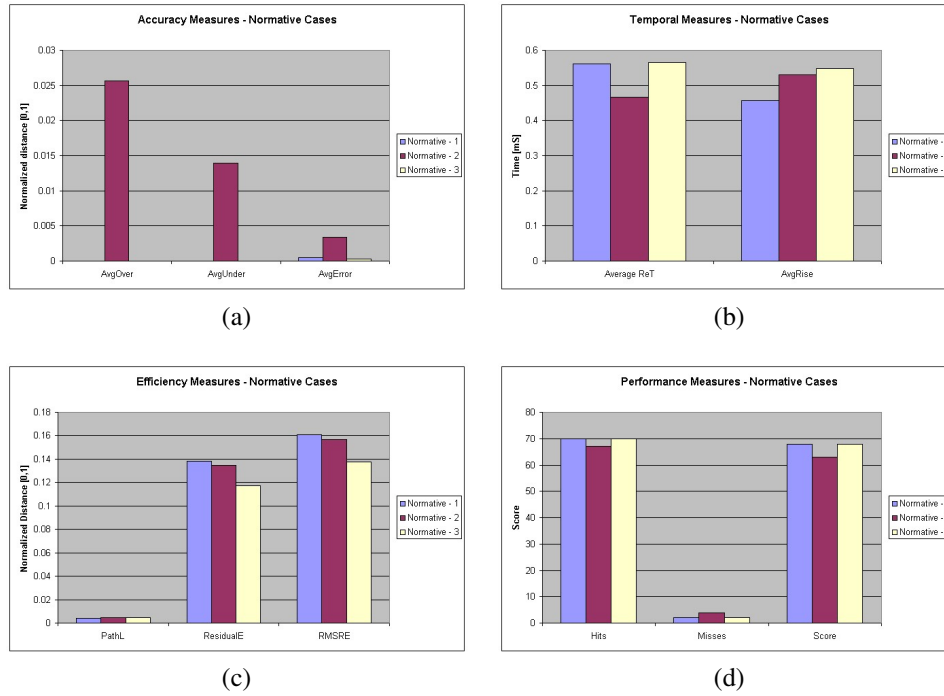 Accuracy Measures - Normative Cases
Normalized distance [0,1]
0.03
0.025
0.02
0.015
0.01
0.005
0
AvgOver AvgUnder AvgError
Normative - 1
Normative - 2
Normative - 3
(a)
Temporal Measures - Normative Cases
Time [mS]
0.6
0.5
0.4
0.3
0.2
0.1
0
Average ReT AvgRise
Normative -
Normative -
Normative -
(b)
Efficiency Measures - Normative Cases
Normalized Distance [0,1]
0.18
0.16
0.14
0.12
0.1
0.08
0.06
0.04
0.02
0
PathL ResidualE RMSRE
Normative - 1
Normative - 2
Normative - 3
(c)
Performance Measures - Normative Cases
Score
80
70
60
50
40
30
20
10
0
Hits Misses Score
Normative -
Normative -
Normative -
(d)